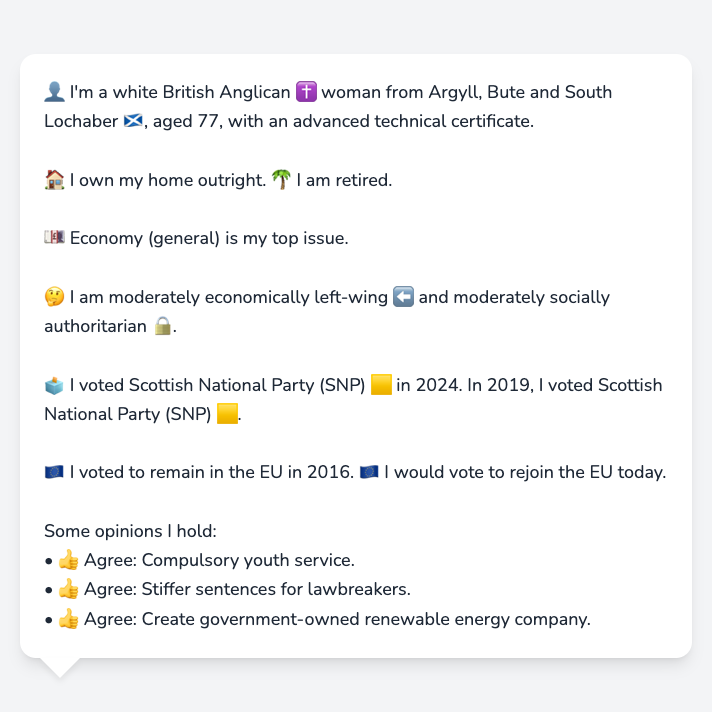 👤 I'm a white British Anglican ✝️ woman from Argyll, Bute and South
Lochaber 🏴󠁧󠁢󠁳󠁣󠁴󠁿, aged 77, with an advanced technical certificate.
🏠 I own my home outright. 🌴 I am retired.
💷 Economy (general) is my top issue.
🤔 I am moderately economically left-wing ⬅️ and moderately socially
authoritarian 🔒.
🗳️ I voted Scottish National Party (SNP) 🟨 in 2024. In 2019, I voted Scottish
National Party (SNP) 🟨.
🇪🇺 I voted to remain in the EU in 2016. 🇪🇺 I would vote to rejoin the EU today.
Some opinions I hold:
• 👍 Agree: Compulsory youth service.
• 👍 Agree: Stiffer sentences for lawbreakers.
• 👍 Agree: Create government-owned renewable energy company.